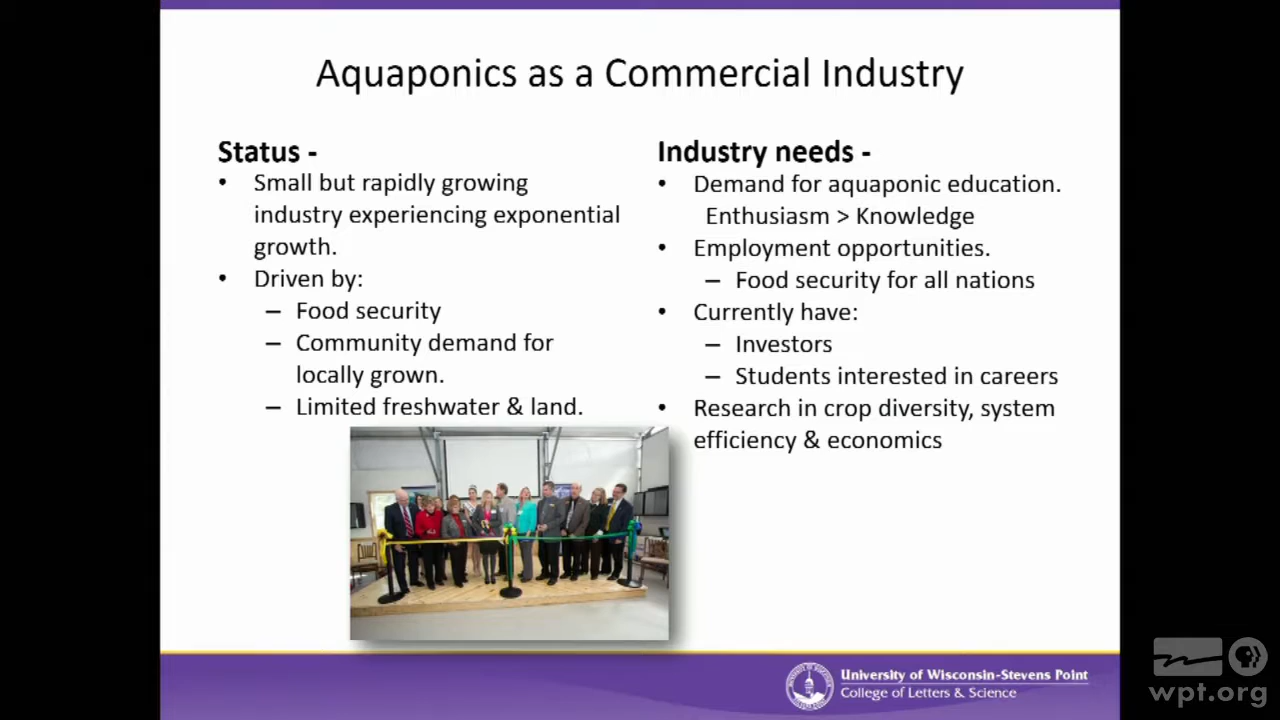 Aquaponics as a Commercial Industry
Status -
• Small but rapidly growing
industry experiencing exponential
growth.
• Driven by:
– Food security
– Community demand for
locally grown.
– Limited freshwater & land.
Industry needs -
• Demand for aquaponic education.
Enthusiasm > Knowledge
• Employment opportunities.
– Food security for all nations
• Currently have:
– Investors
– Students interested in careers
• Research in crop diversity, system
efficiency & economics
University of Wisconsin-Stevens Point
College of Letters & Science
wpt.org